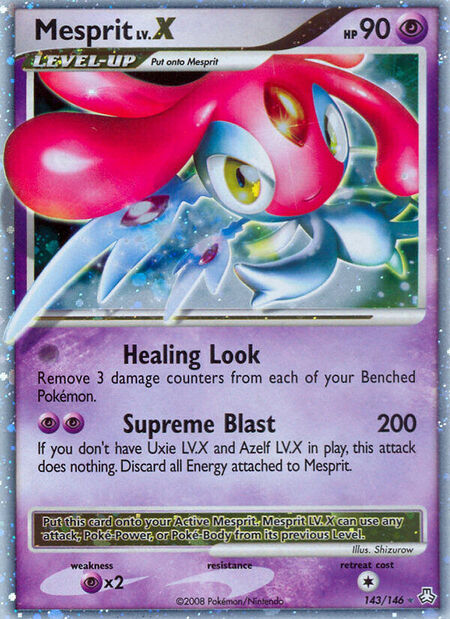 Mesprit LV.X HP 90
LEVEL-UP Put onto Mesprit
Healing Look
Remove 3 damage counters from each of your Benched
Pokémon.
Supreme Blast 200
If you don't have Uxie LV.X and Azelf LV.X in play, this attack
does nothing. Discard all Energy attached to Mesprit.
Put this card onto your Active Mesprit. Mesprit LV. X can use any
attack, Poké-Power, or Poké-Body from its previous Level.
Illus. Shizurow
weakness resistance retreat cost
x2
©2008 Pokémon/Nintendo 143/146